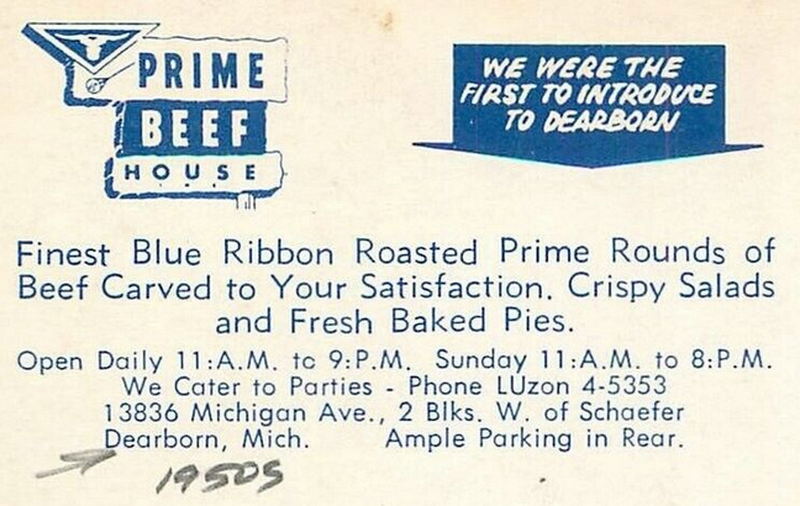 PRIME
BEEF
HOUSE
WE WERE THE
FIRST TO INTRODUCE
TO DEARBORN
Finest Blue Ribbon Roasted Prime Rounds of
Beef Carved to Your Satisfaction. Crispy Salads
and Fresh Baked Pies.
Open Daily 11:A.M. to 9:P.M. Sunday 11:A.M. to 8:P.M.
We Cater to Parties - Phone LUzon 4-5353
13836 Michigan Ave., 2 Blks. W. of Schaefer
Dearborn, Mich. Ample Parking in Rear.
1950s